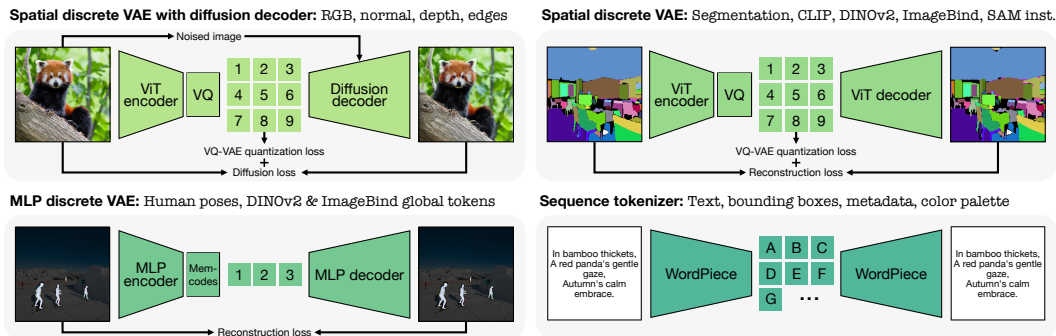 Spatial discrete VAE with diffusion decoder: RGB, normal, depth, edges
Noised image
ViT
encoder
VQ
1 2 3
4 5 6
7 8 9
Diffusion
decoder
VQ-VAE quantization loss
+
Diffusion loss
Spatial discrete VAE: Segmentation, CLIP, DINOv2, ImageBind, SAM inst.
ViT
encoder
VQ
1 2 3
4 5 6
7 8 9
ViT decoder
VQ-VAE quantization loss
+
Reconstruction loss
MLP discrete VAE: Human poses, DINOv2 & ImageBind global tokens
MLP
encoder
Mem-
codes
1 2 3
MLP decoder
Reconstruction loss
Sequence tokenizer: Text, bounding boxes, metadata, color palette
In bamboo thickets,
A red panda's gentle
gaze,
Autumn's calm
embrace.
WordPiece
A B C
D E F
G ...
WordPiece
In bamboo thickets,
A red panda's gentle
gaze,
Autumn's calm
embrace.